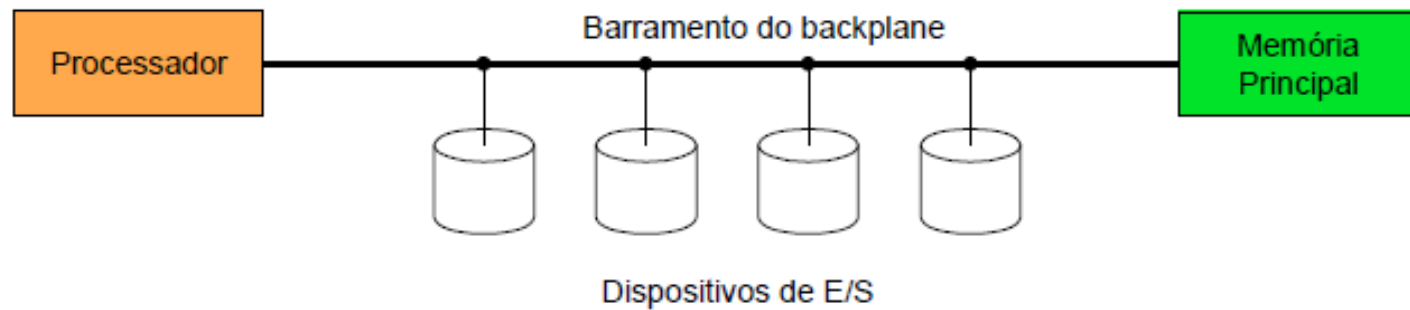 Barramento do backplane
Processador
Memória
Principal
Dispositivos de E/S